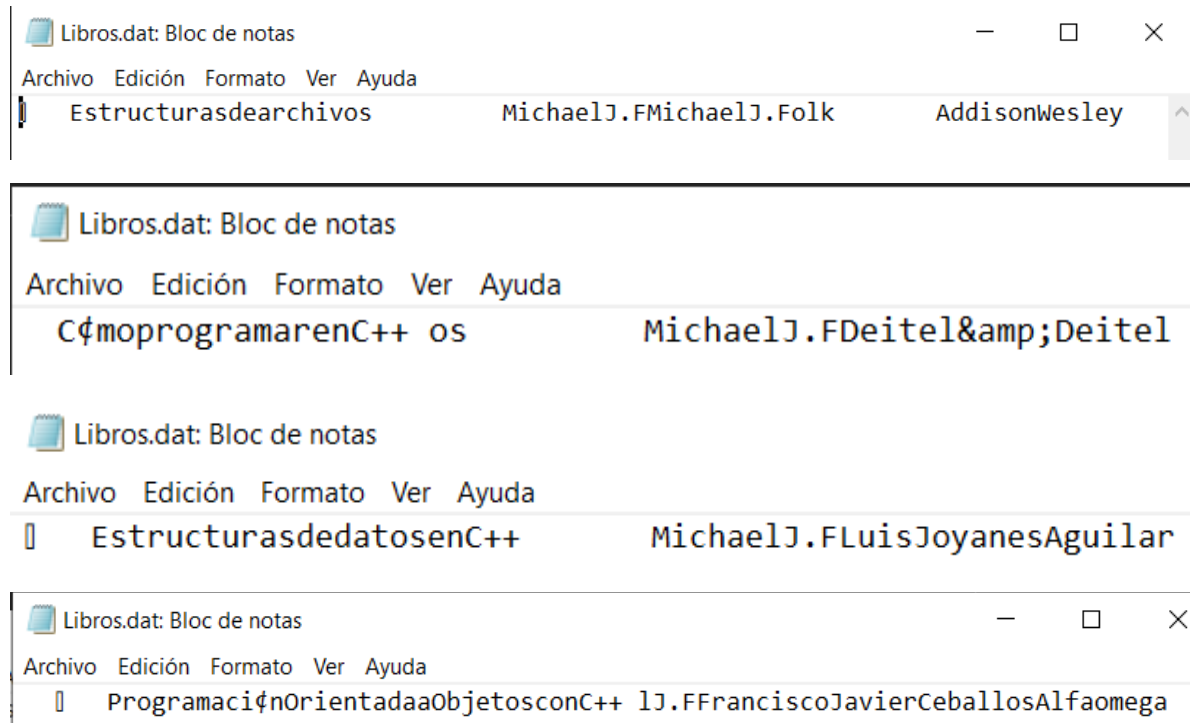 Libros.dat: Bloc de notas
Archivo Edición Formato Ver Ayuda
Estructurasdearchivos MichaelJ.FMichaelJ.Folk AddisonWesley
Libros.dat: Bloc de notas
Archivo Edición Formato Ver Ayuda
C¢moprogramarenC++ os MichaelJ.FDeitel&amp;Deitel
Libros.dat: Bloc de notas
Archivo Edición Formato Ver Ayuda
EstructurasdedatosenC++ MichaelJ.FLuisJoyanesAguilar
Libros.dat: Bloc de notas
Archivo Edición Formato Ver Ayuda
Programaci¢nOrientadaaObjetosconC++ lJ.FFranciscoJavierCeballosAlfaomega